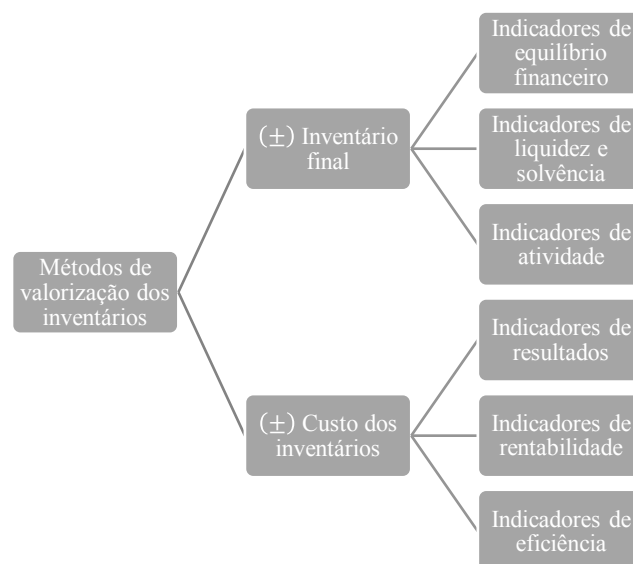 Métodos de
valorização dos
inventários
(±) Inventário
final
Indicadores de
equilíbrio
financeiro
Indicadores de
liquidez e
solvência
Indicadores de
atividade
(±) Custo dos
inventários
Indicadores de
resultados
Indicadores de
rentabilidade
Indicadores de
eficiência